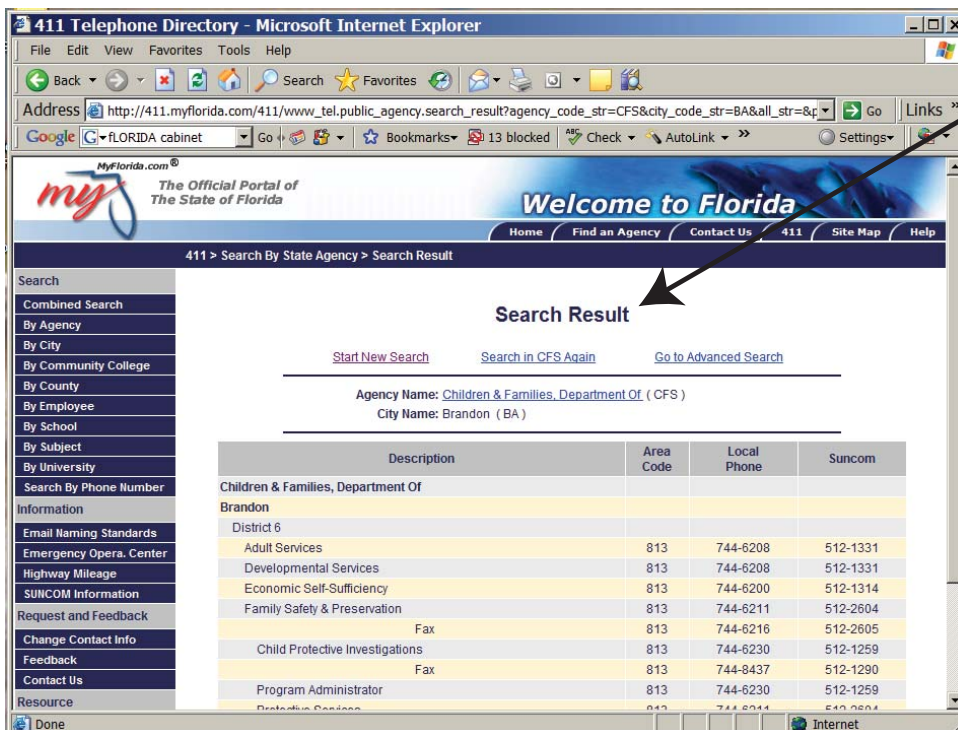 411 Telephone Directory - Microsoft Internet Explorer
File Edit View Favorites Tools Help
Back Search Favorites
Address http://411.myflorida.com/411/www_tel.public_agency.search_result?agency_code_str=CFS&city_code_str=BA&all_str=&p Go Links »
Google G fLORIDA cabinet Go Bookmarks 13 blocked ABC Check AutoLink » Settings
MyFlorida.com®
my The Official Portal of
The State of Florida
Welcome to Florida
Home Find an Agency Contact Us 411 Site Map Help
411 > Search By State Agency > Search Result
Search
Combined Search
By Agency
By City
By Community College
By County
By Employee
By School
By Subject
By University
Search By Phone Number
Information
Email Naming Standards
Emergency Opera. Center
Highway Mileage
SUNCOM Information
Request and Feedback
Change Contact Info
Feedback
Contact Us
Resource
Search Result
Start New Search Search in CFS Again Go to Advanced Search
Agency Name: Children & Families, Department Of ( CFS )
City Name: Brandon ( BA )
Description Area Code Local Phone Suncom
Children & Families, Department Of
Brandon
District 6
Adult Services 813 744-6208 512-1331
Developmental Services 813 744-6208 512-1331
Economic Self-Sufficiency 813 744-6200 512-1314
Family Safety & Preservation 813 744-6211 512-2604
Fax 813 744-6216 512-2605
Child Protective Investigations 813 744-6230 512-1259
Fax 813 744-8437 512-1290
Program Administrator 813 744-6230 512-1259
Protective Services 813 744-6211 512-2604
Done Internet